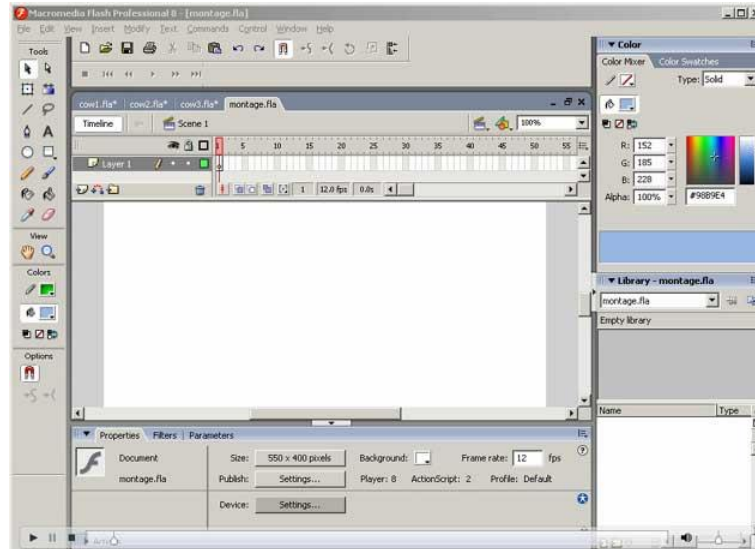 Macromedia Flash Professional 8 - [montage.fla]
File Edit View Insert Modify Text Commands Control Window Help
Tools
View
Colors
Options
cow1.fla* cow2.fla* cow3.fla* montage.fla
Timeline Scene 1 100%
1 5 10 15 20 25 30 35 40 45 50 55
Layer 1
1 12.0 fps 0.0s
Properties Filters Parameters
Document Size: 550 x 400 pixels Background: Frame rate: 12 fps
montage.fla Publish: Settings... Player: 8 ActionScript: 2 Profile: Default
Device: Settings...
Color
Color Mixer Color Swatches
Type: Solid
R: 152
G: 185
B: 228
Alpha: 100% #98B9E4
Library - montage.fla
montage.fla
Empty library
Name Type